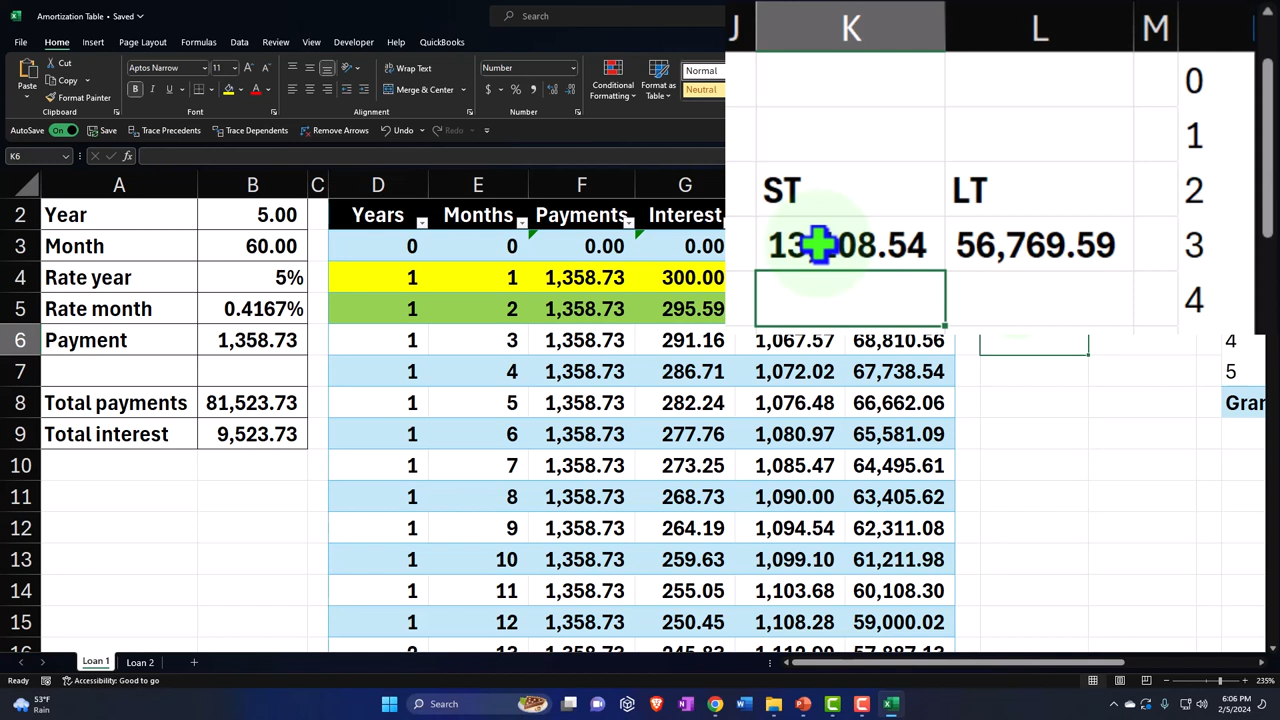 Amortization Table • Saved
Search
File Home Insert Page Layout Formulas Data Review View Developer Help QuickBooks
Paste
Cut
Copy
Format Painter
Clipboard
Aptos Narrow 11
B I U
Font
Wrap Text
Merge & Center
Alignment
Number
Number
Conditional Formatting
Format as Table
Normal
Neutral
AutoSave On Save Trace Precedents Trace Dependents Remove Arrows Undo Redo
K6 fx
A B C D E F G
2 Year 5.00 Years Months Payments Interest
3 Month 60.00 0 0 0.00 0.00
4 Rate year 5% 1 1 1,358.73 300.00
5 Rate month 0.4167% 1 2 1,358.73 295.59
6 Payment 1,358.73 1 3 1,358.73 291.16 1,067.57 68,810.56 4
7 1 4 1,358.73 286.71 1,072.02 67,738.54 5
8 Total payments 81,523.73 1 5 1,358.73 282.24 1,076.48 66,662.06 Gran
9 Total interest 9,523.73 1 6 1,358.73 277.76 1,080.97 65,581.09
10 1 7 1,358.73 273.25 1,085.47 64,495.61
11 1 8 1,358.73 268.73 1,090.00 63,405.62
12 1 9 1,358.73 264.19 1,094.54 62,311.08
13 1 10 1,358.73 259.63 1,099.10 61,211.98
14 1 11 1,358.73 255.05 1,103.68 60,108.30
15 1 12 1,358.73 250.45 1,108.28 59,000.02
16 2 13 1,358.73 245.83 1,112.90 57,887.13
J K L M
0
1
ST LT 2
56,769.59 3
4
Loan 1 Loan 2
Ready Accessibility: Good to go 235%
53°F
Rain
Search
6:06 PM
2/5/2024